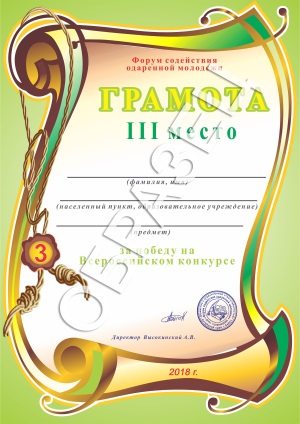 Форум содействия
одаренной молодежи
ГРАМОТА
III место
(фамилия, имя)
(населенный пункт, образовательное учреждение)
(предмет)
за победу на
Всероссийском конкурсе
ОБРАЗЕЦ
3
Директор Высоцкий А.В.
2018 г.